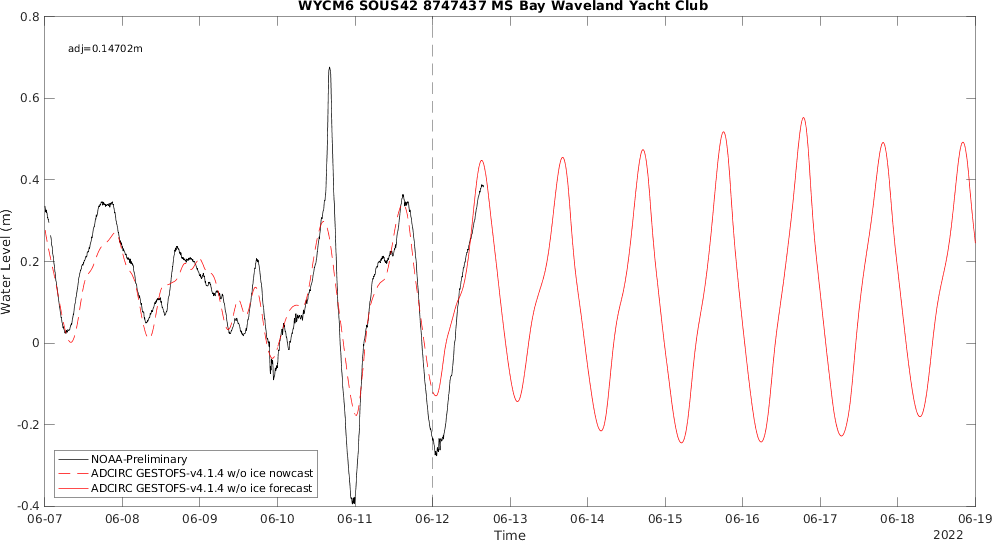 WYCM6 SOUS42 8747437 MS Bay Waveland Yacht Club
adj=0.14702m
0.8
0.6
0.4
0.2
0
-0.2
-0.4
Water Level (m)
NOAA-Preliminary
ADCIRC GESTOFS-v4.1.4 w/o ice nowcast
ADCIRC GESTOFS-v4.1.4 w/o ice forecast
06-07 06-08 06-09 06-10 06-11 06-12 06-13 06-14 06-15 06-16 06-17 06-18 06-19
Time
2022